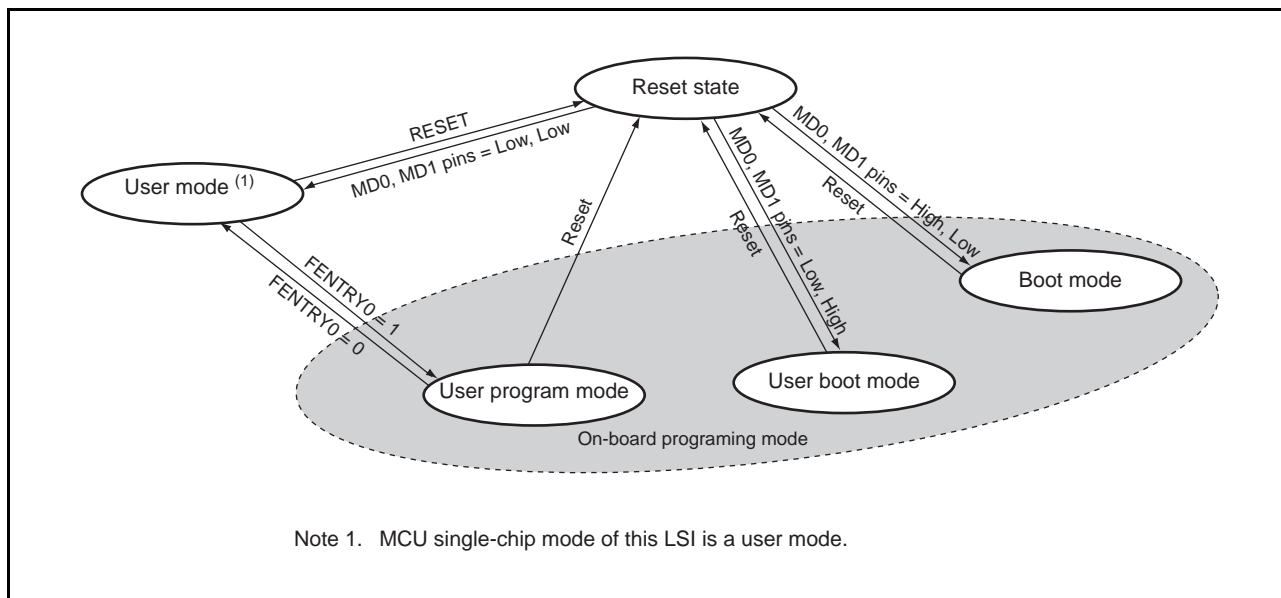 Reset state
RESET
MD0, MD1 pins = Low, Low
User mode (1)
MD0, MD1 pins = High, Low
Reset
MD0, MD1 pins = Low, High
Reset
Reset
FENTRY0 = 1
FENTRY0 = 0
Boot mode
User program mode
User boot mode
On-board programing mode
Note 1. MCU single-chip mode of this LSI is a user mode.